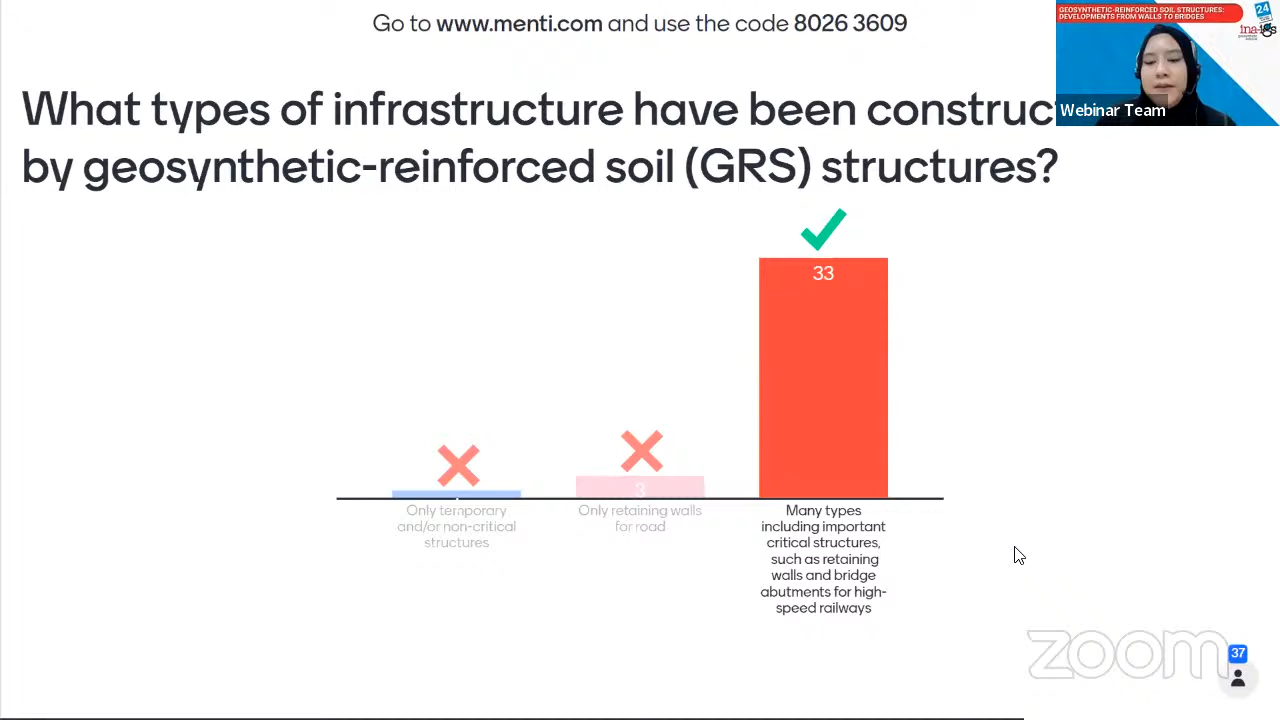 Go to www.menti.com and use the code 8026 3609
GEOSYNTHETIC-REINFORCED SOIL STRUCTURES:
DEVELOPMENTS FROM WALLS TO BRIDGES
24
Webinar Team
What types of infrastructure have been construc
by geosynthetic-reinforced soil (GRS) structures?
33
3
Only temporary
and/or non-critical
structures
Only retaining walls
for road
Many types
including important
critical structures,
such as retaining
walls and bridge
abutments for high-
speed railways
zoom
37